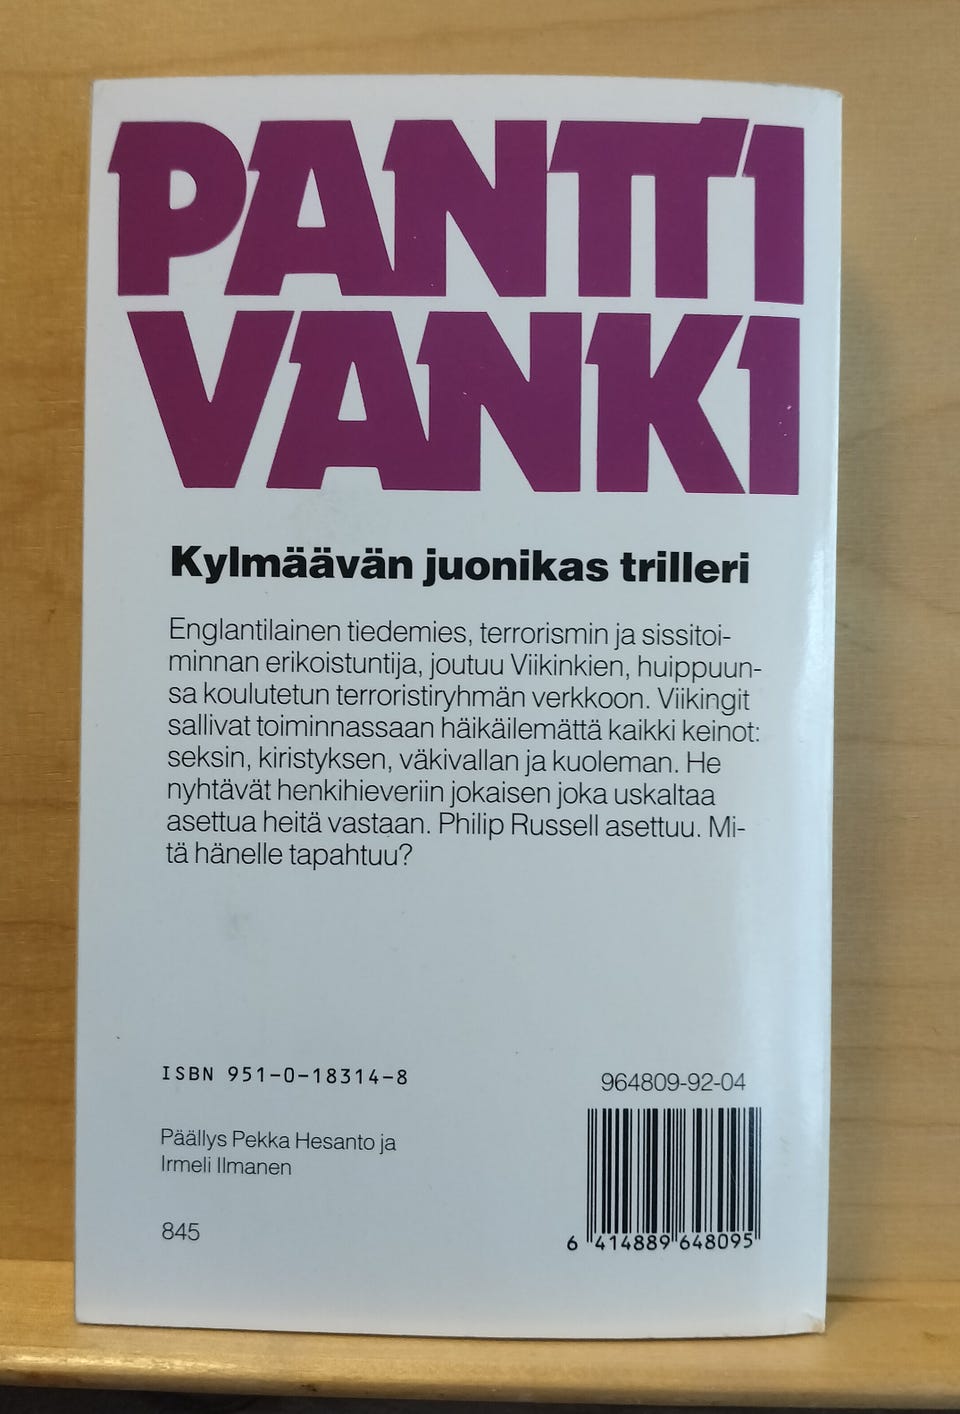 PANTTI
VANKI
Kylmäävän juonikas trilleri
Englantilainen tiedemies, terrorismin ja sissitoi-
minnan erikoistuntija, joutuu Viikinkien, huippuun-
sa koulutetun terroristiryhmän verkkoon. Viikingit
sallivat toiminnassaan häikäilemättä kaikki keinot:
seksin, kiristyksen, väkivallan ja kuoleman. He
nyhtävät henkihieveriin jokaisen joka uskaltaa
asettua heitä vastaan. Philip Russell asettuu. Mi-
tä hänelle tapahtuu?
ISBN 951-0-18314-8
964809-92-04
Päällys Pekka Hesanto ja
Irmeli Ilmanen
845
6 414889 648095